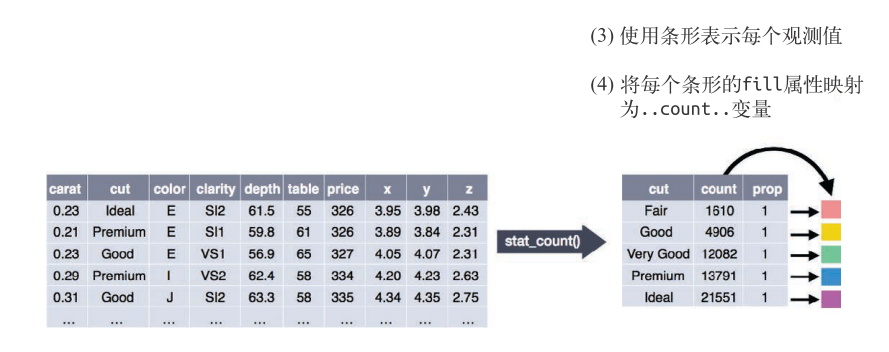 (3) 使用条形表示每个观测值
(4) 将每个条形的fill属性映射
为..count..变量
carat cut color clarity depth table price x y z
0.23 Ideal E SI2 61.5 55 326 3.95 3.98 2.43
0.21 Premium E SI1 59.8 61 326 3.89 3.84 2.31
0.23 Good E VS1 56.9 65 327 4.05 4.07 2.31
0.29 Premium I VS2 62.4 58 334 4.20 4.23 2.63
0.31 Good J SI2 63.3 58 335 4.34 4.35 2.75
... ... ... ... ... ... ... ... ... ...
stat_count()
cut count prop
Fair 1610 1
Good 4906 1
Very Good 12082 1
Premium 13791 1
Ideal 21551 1